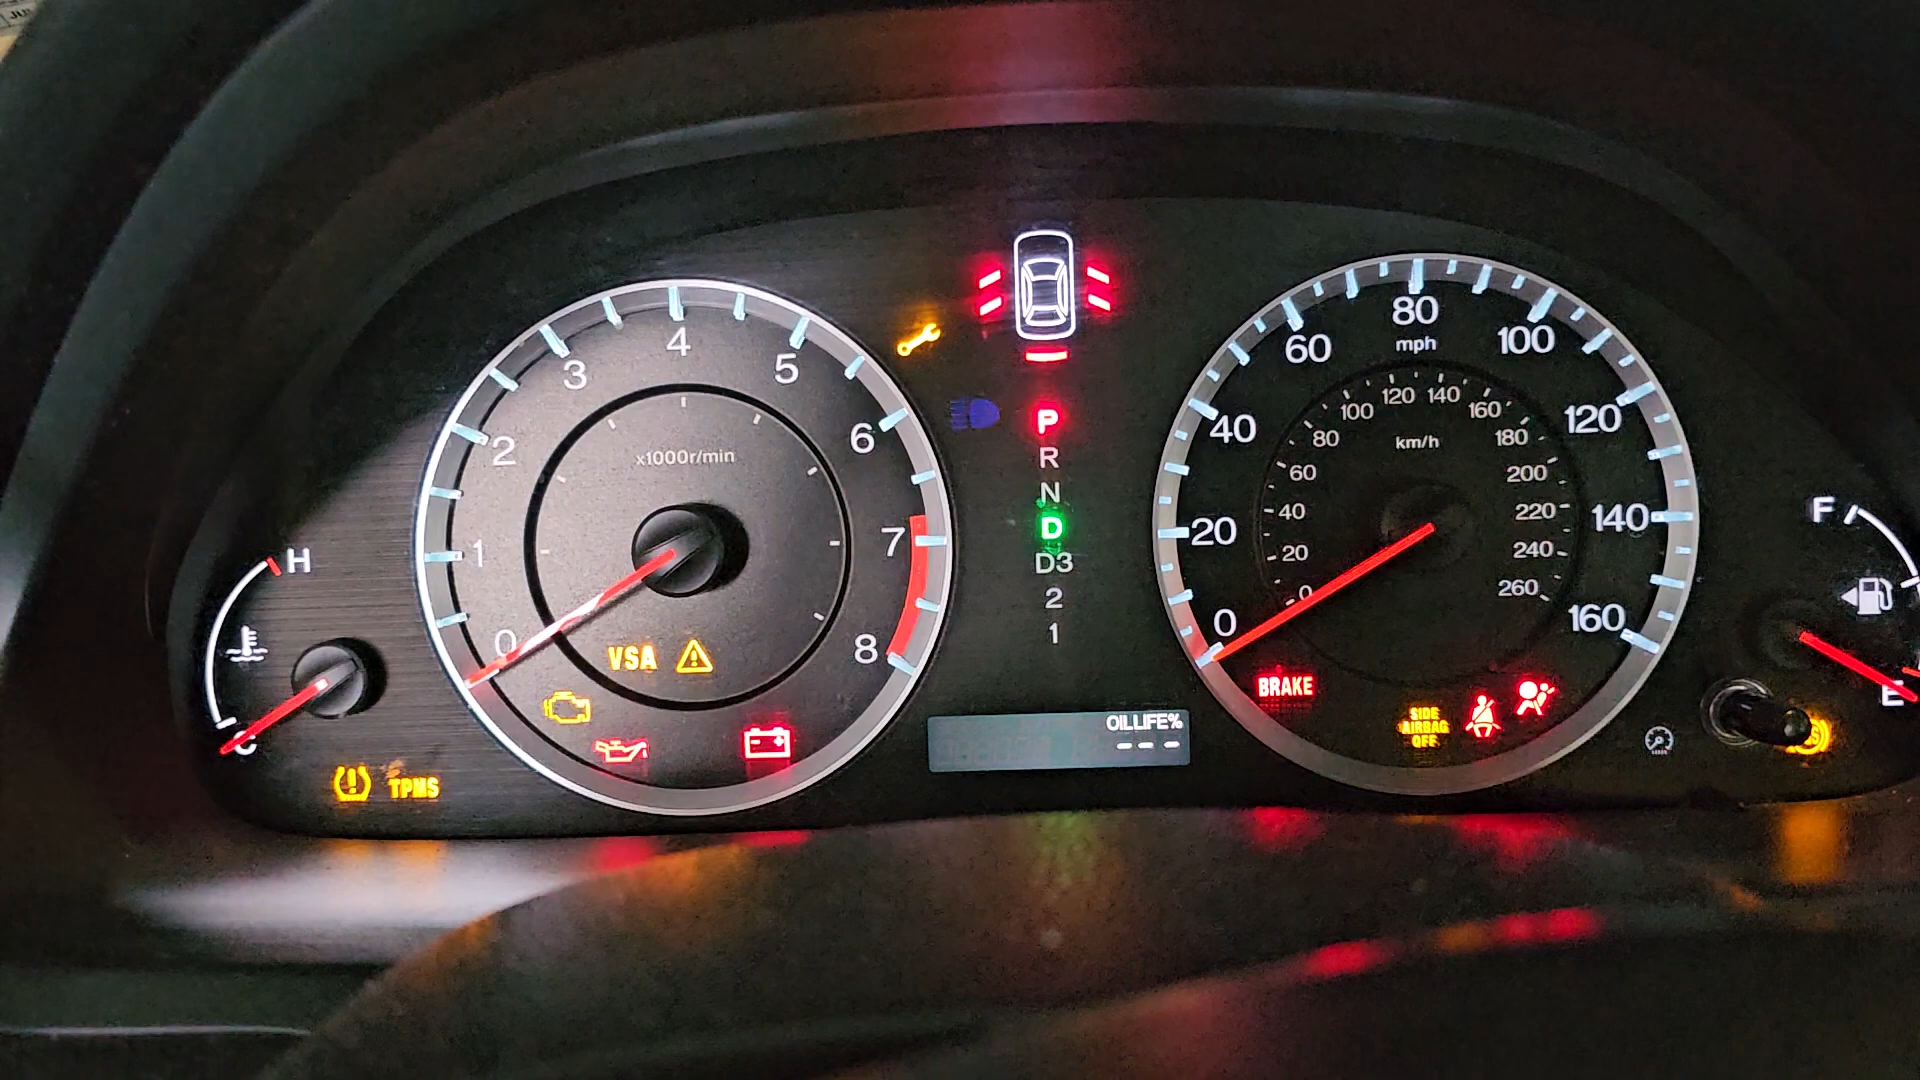 JUL
0
1
2
3
4
5
6
7
8
x1000r/min
VSA
H
C
TPMS
P
R
N
D
D3
2
1
OIL LIFE%
---
0
20
40
60
80
100
120
140
160
mph
0
20
40
60
80
100
120
140
160
180
200
220
240
260
km/h
BRAKE
SIDE
AIRBAG
OFF
F
E